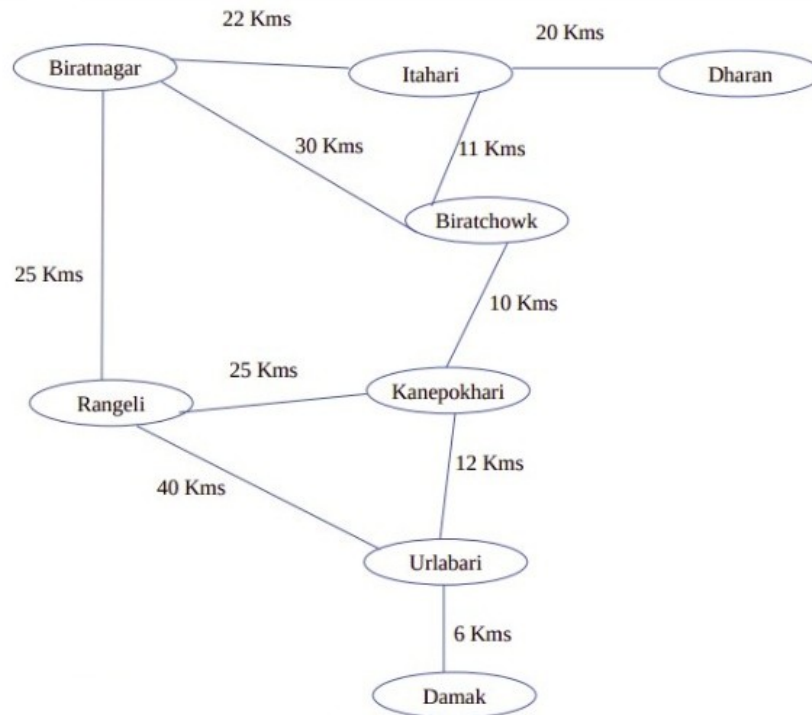 22 Kms
20 Kms
Biratnagar
Itahari
Dharan
30 Kms
11 Kms
Biratchowk
25 Kms
10 Kms
25 Kms
Kanepokhari
Rangeli
12 Kms
40 Kms
Urlabari
6 Kms
Damak